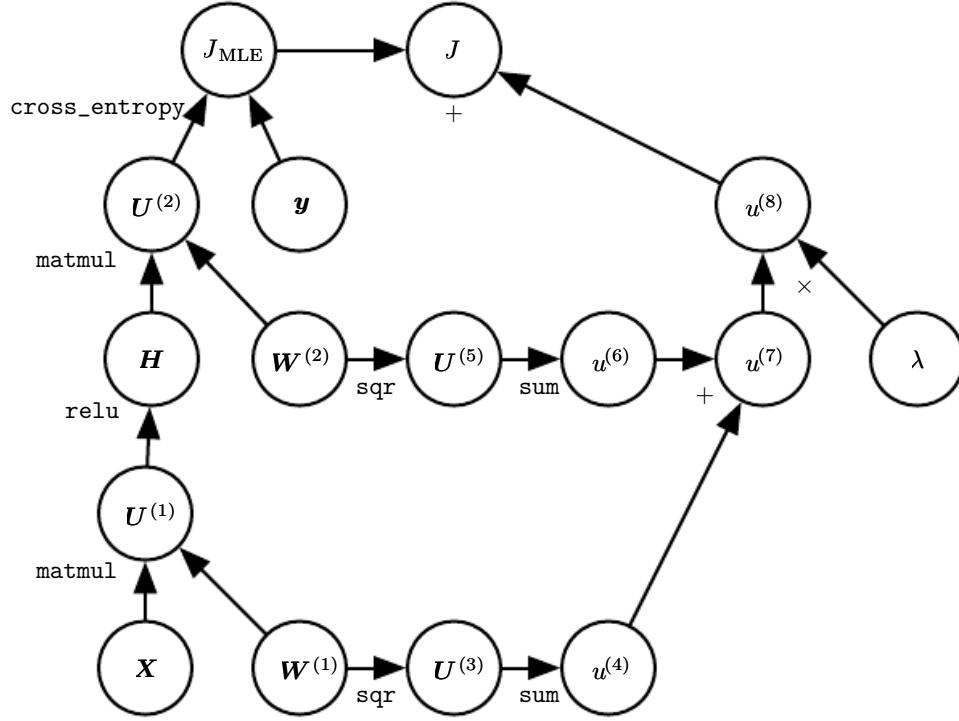 J_MLE J
cross_entropy +
U^(2) y u^(8)
matmul ×
H W^(2) U^(5) u^(6) u^(7) λ
sqr sum +
relu
U^(1)
matmul
X W^(1) U^(3) u^(4)
sqr sum